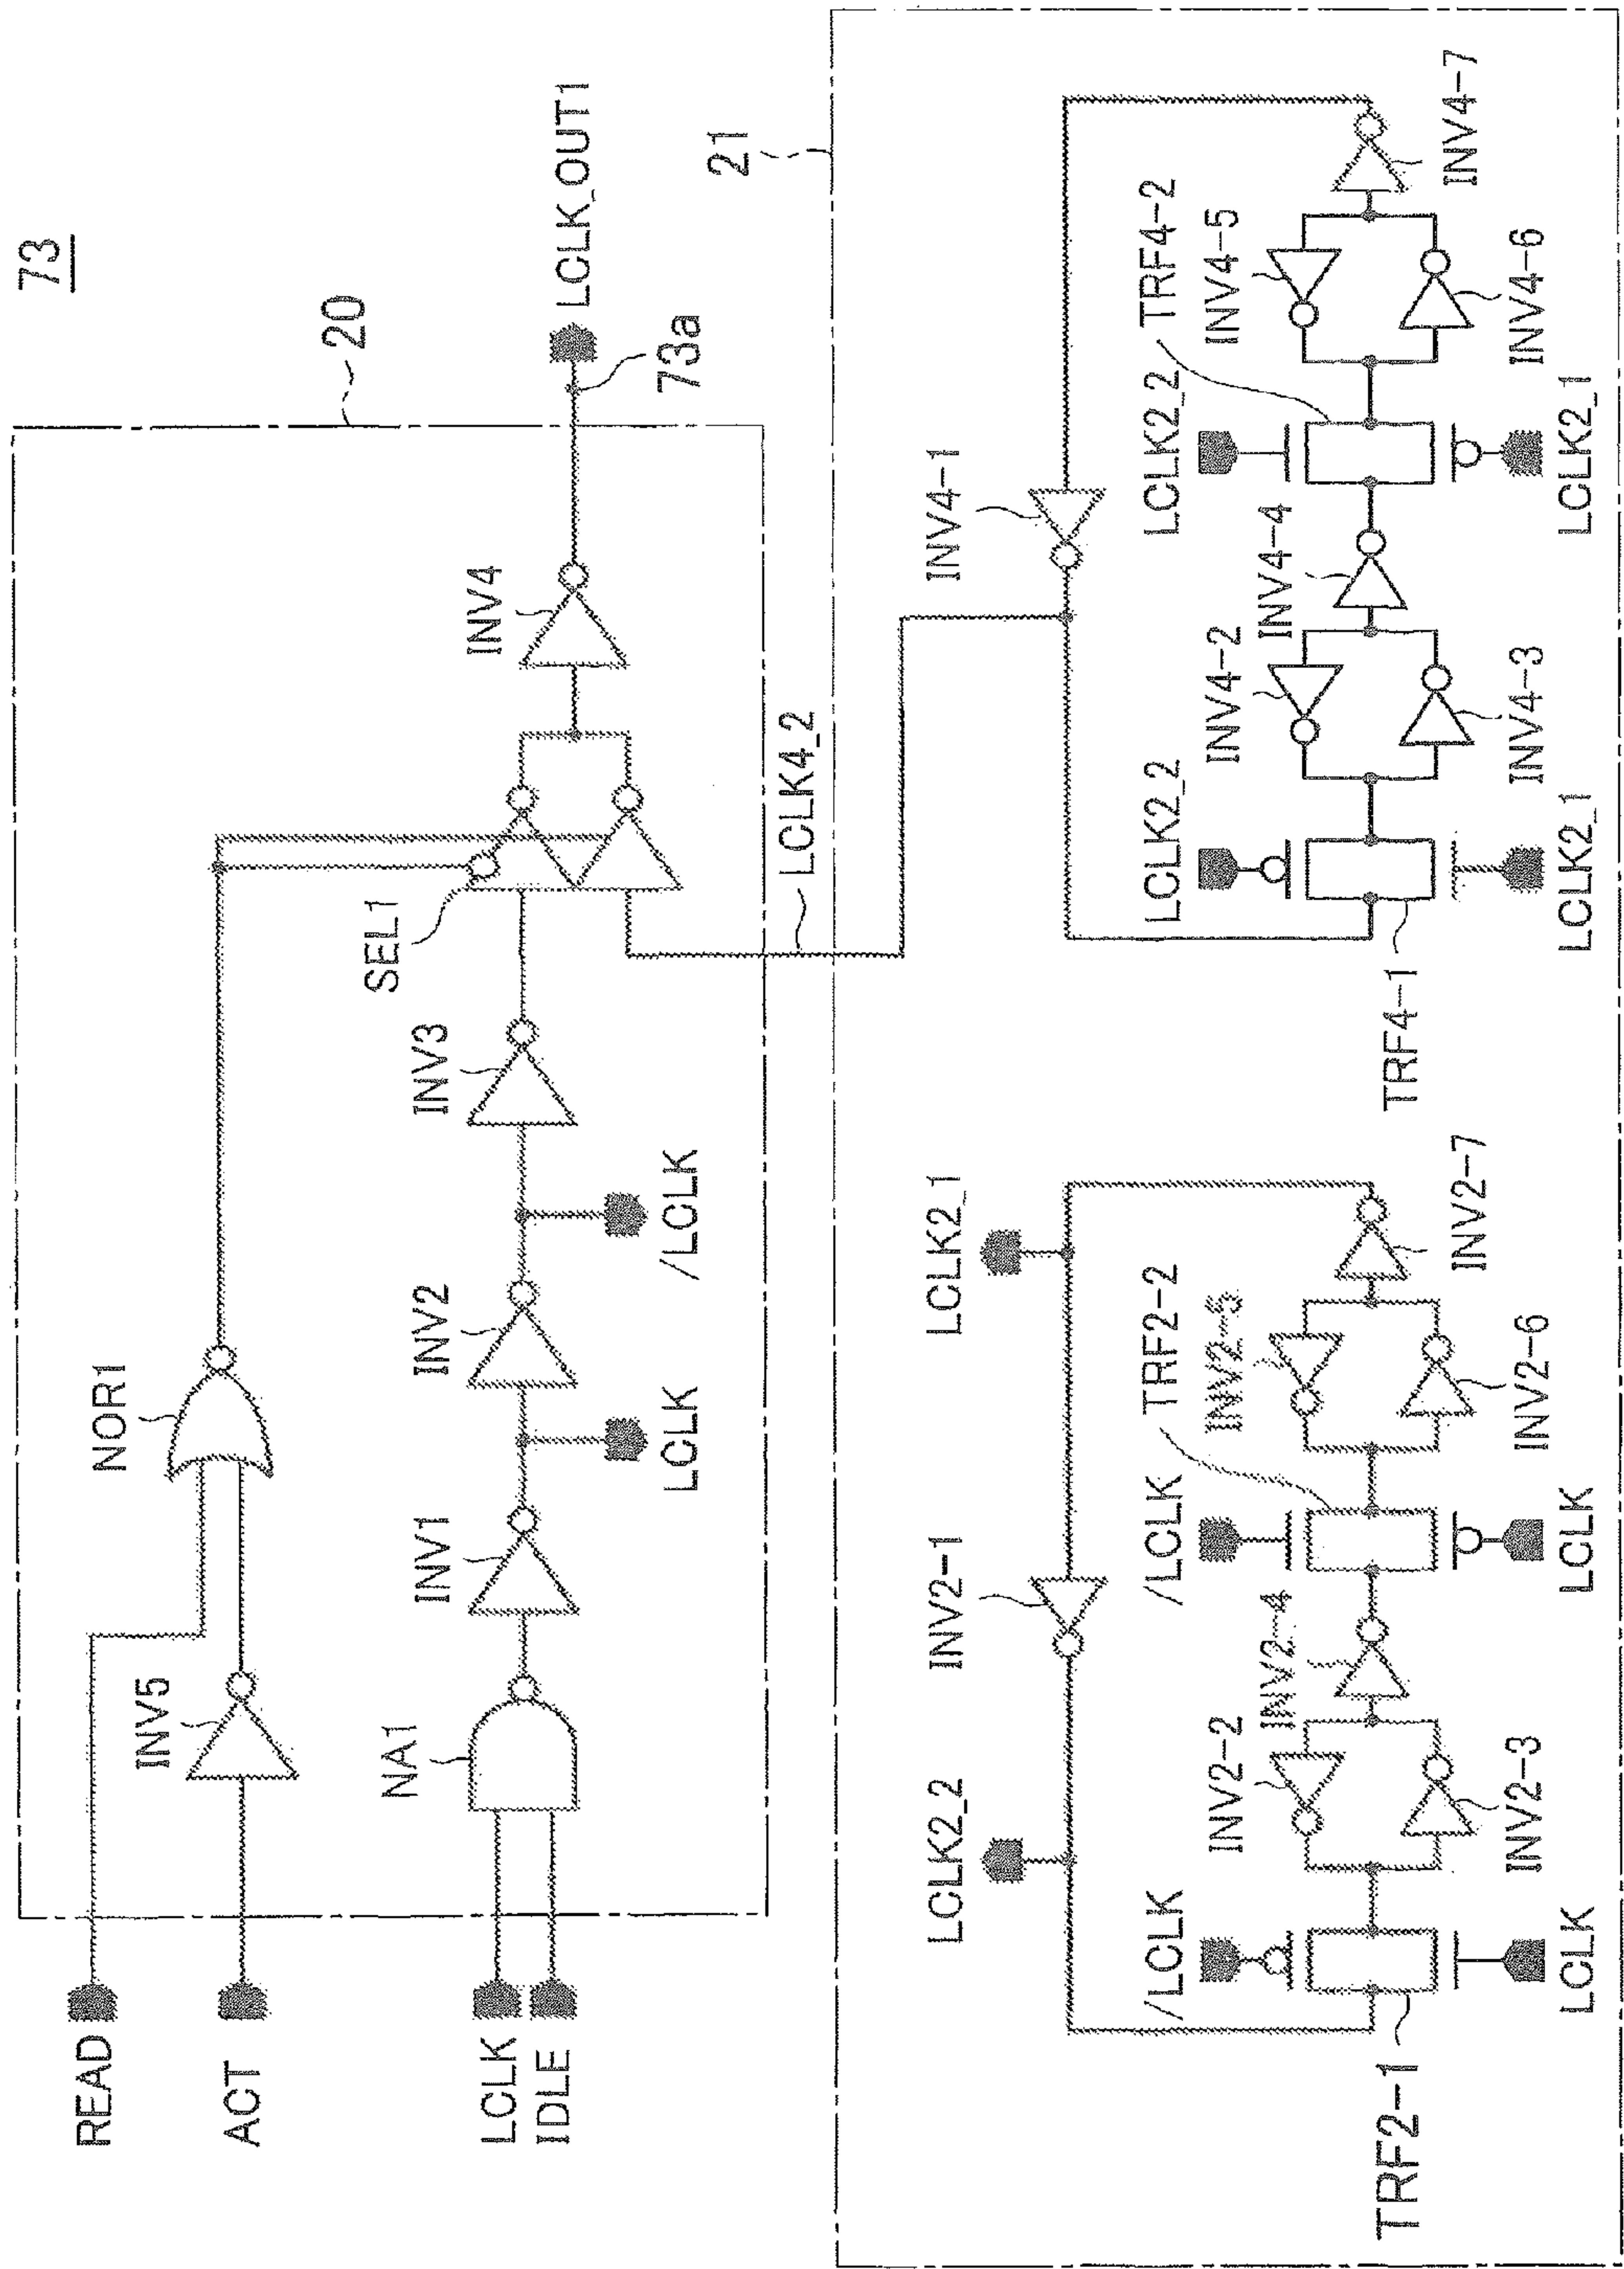 73
20
READ
ACT
LCLK
IDLE
INV5
NOR1
NA1
INV1
LCLK
INV2
/LCLK
INV3
SEL1
INV4
LCLK_OUT1
73a
LCLK4_2
21
LCLK2_2
INV2-1
LCLK2_1
/LCLK
LCLK
TRF2-1
INV2-2
INV2-3
INV2-4
/LCLK
LCLK
TRF2-2
INV2-5
INV2-6
INV2-7
INV4-1
LCLK2_2
LCLK2_1
TRF4-1
INV4-2
INV4-3
INV4-4
LCLK2_2
LCLK2_1
TRF4-2
INV4-5
INV4-6
INV4-7